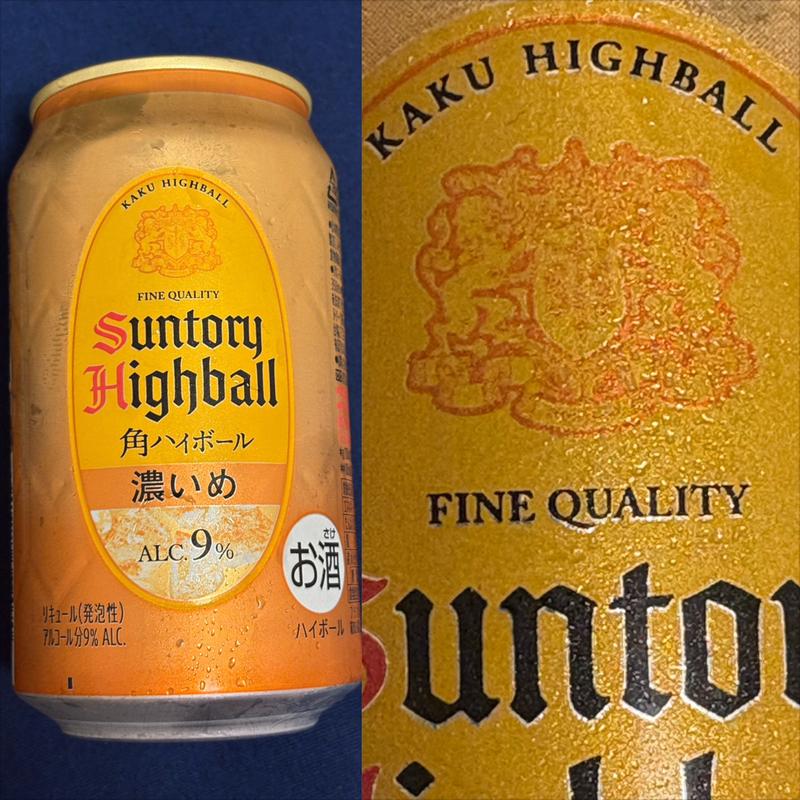 KAKU HIGHBALL
FINE QUALITY
Suntory
Highball
角ハイボール
濃いめ
ALC.9%
さけ
お酒
リキュール(発泡性)
アルコール分9% ALC.
ハイボール
KAKU HIGHBALL
FINE QUALITY
Suntor